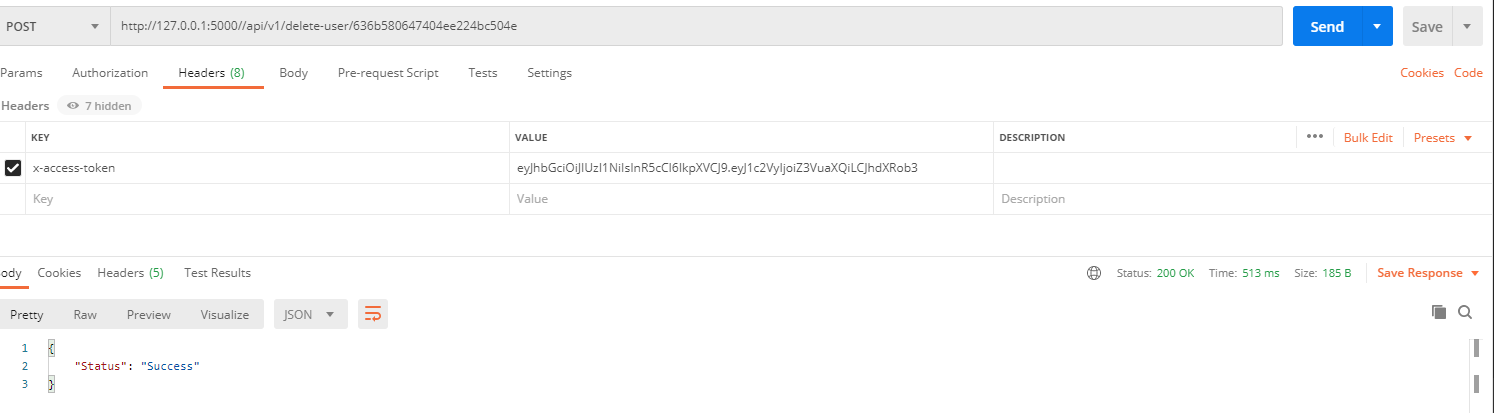 POST http://127.0.0.1:5000//api/v1/delete-user/636b580647404ee224bc504e Send Save
Params Authorization Headers (8) Body Pre-request Script Tests Settings Cookies Code
Headers 7 hidden
KEY VALUE DESCRIPTION ••• Bulk Edit Presets
x-access-token eyJhbGciOiJIUzI1NiIsInR5cCI6IkpXVCJ9.eyJ1c2VyIjoiZ3VuaXQiLCJhdXRob3
Key Value Description
ody Cookies Headers (5) Test Results Status: 200 OK Time: 513 ms Size: 185 B Save Response
Pretty Raw Preview Visualize JSON
1 {
2 "Status": "Success"
3 }